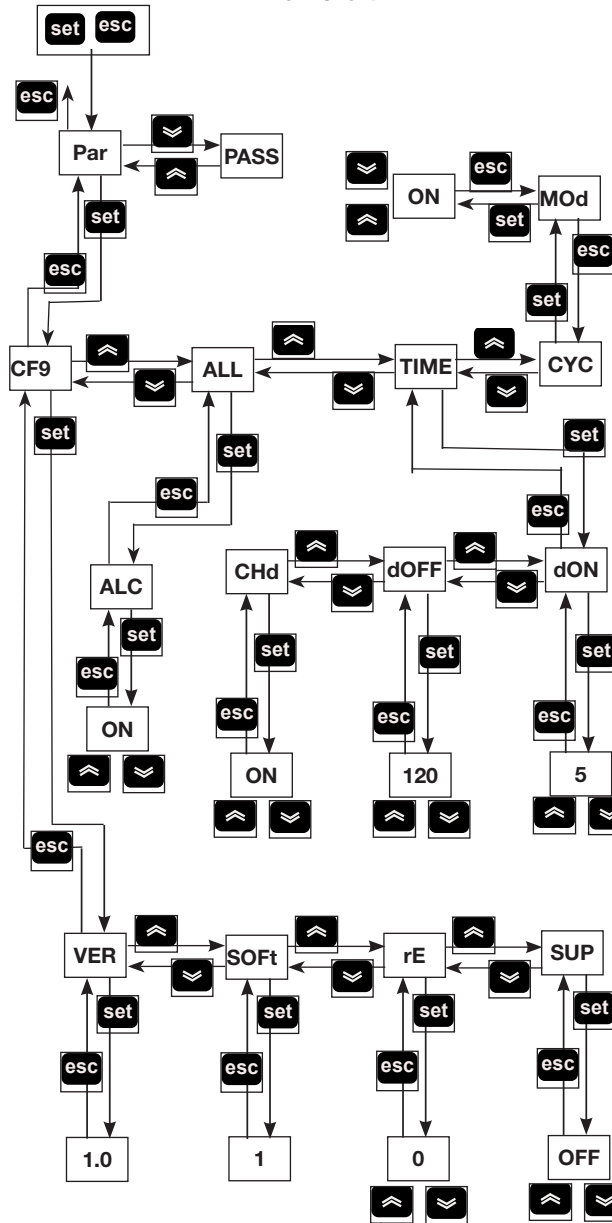 set esc
esc
Par
PASS
set
esc
ON
esc
MOd
set
esc
set
CF9
ALL
TIME
CYC
set
set
set
esc
esc
CHd
dOFF
dON
ALC
set
set
set
set
esc
esc
esc
esc
ON
ON
120
5
esc
VER
SOFt
rE
SUP
set
set
set
set
esc
esc
esc
esc
1.0
1
0
OFF